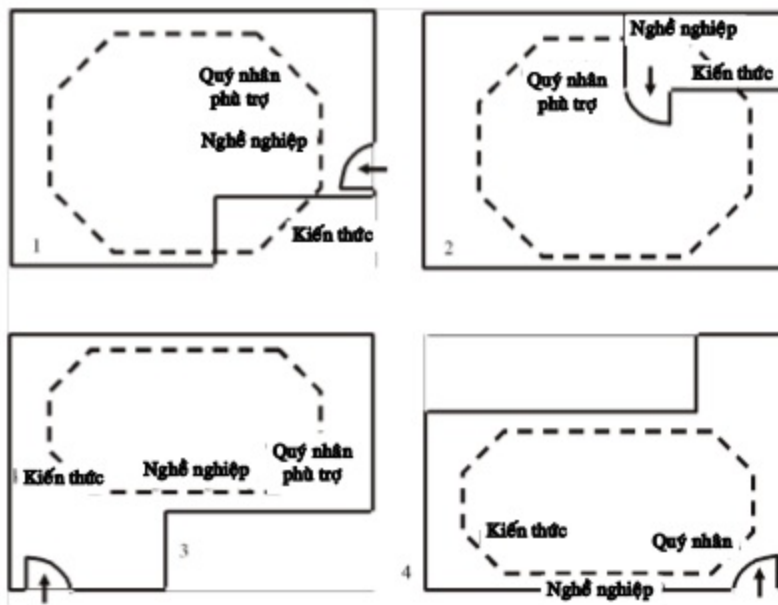 Quý nhân
phù trợ
Nghề nghiệp
Kiến thức
1
Nghề nghiệp
Kiến thức
Quý nhân
phù trợ
2
Quý nhân
phù trợ
Nghề nghiệp
Kiến thức
3
Kiến thức
Quý nhân
Nghề nghiệp
4